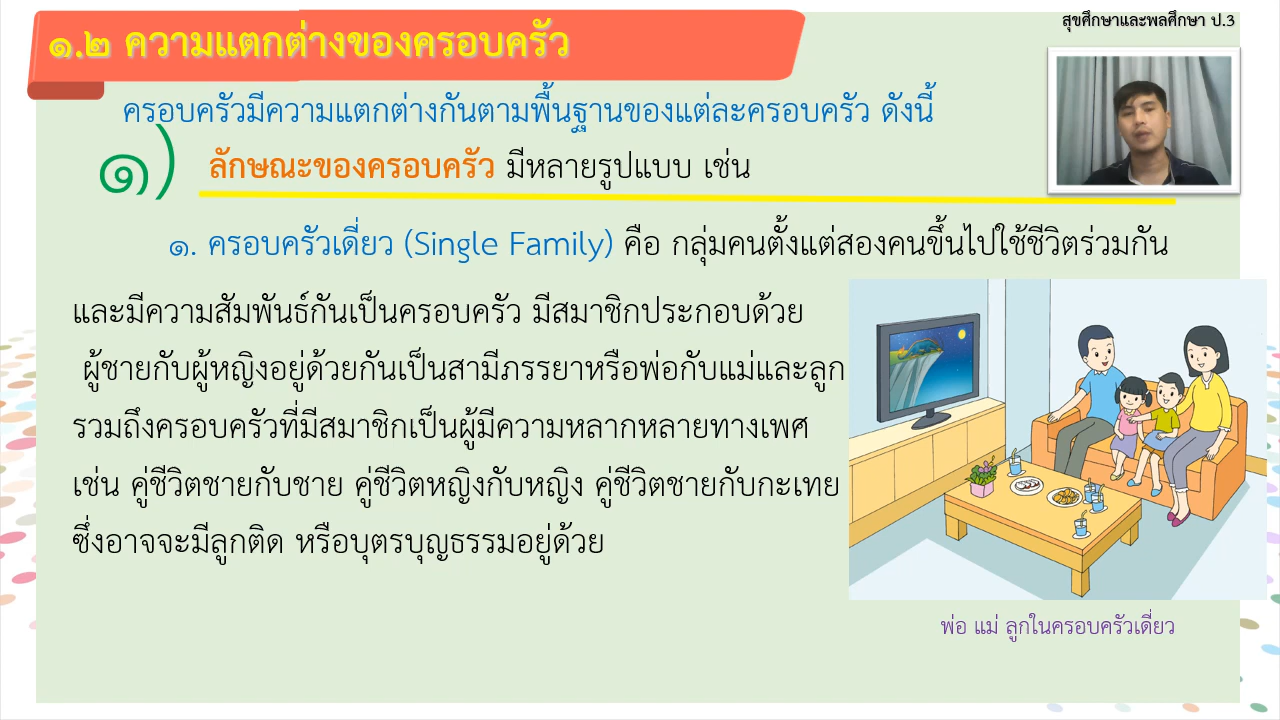 สุขศึกษาและพลศึกษา ป.3
๑.๒ ความแตกต่างของครอบครัว
ครอบครัวมีความแตกต่างกันตามพื้นฐานของแต่ละครอบครัว ดังนี้
๑) ลักษณะของครอบครัว มีหลายรูปแบบ เช่น
๑. ครอบครัวเดี่ยว (Single Family) คือ กลุ่มคนตั้งแต่สองคนขึ้นไปใช้ชีวิตร่วมกัน
และมีความสัมพันธ์กันเป็นครอบครัว มีสมาชิกประกอบด้วย
ผู้ชายกับผู้หญิงอยู่ด้วยกันเป็นสามีภรรยาหรือพ่อกับแม่และลูก
รวมถึงครอบครัวที่มีสมาชิกเป็นผู้มีความหลากหลายทางเพศ
เช่น คู่ชีวิตชายกับชาย คู่ชีวิตหญิงกับหญิง คู่ชีวิตชายกับกะเทย
ซึ่งอาจจะมีลูกติด หรือบุตรบุญธรรมอยู่ด้วย
พ่อ แม่ ลูกในครอบครัวเดี่ยว